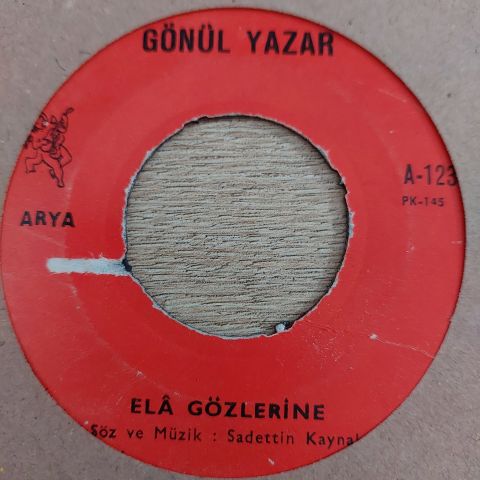 GÖNÜL YAZAR
A-123
PK-145
ARYA
ELÂ GÖZLERİNE
Söz ve Müzik : Sadettin Kaynak